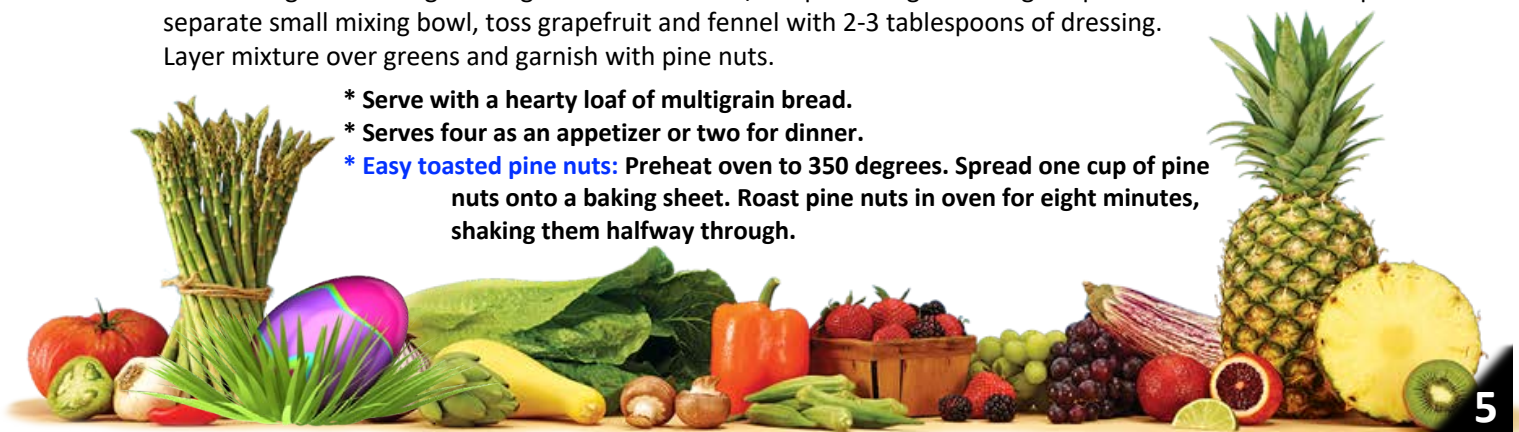 separate small mixing bowl, toss grapefruit and fennel with 2-3 tablespoons of dressing.
Layer mixture over greens and garnish with pine nuts.
* Serve with a hearty loaf of multigrain bread.
* Serves four as an appetizer or two for dinner.
* Easy toasted pine nuts: Preheat oven to 350 degrees. Spread one cup of pine
nuts onto a baking sheet. Roast pine nuts in oven for eight minutes,
shaking them halfway through.
5